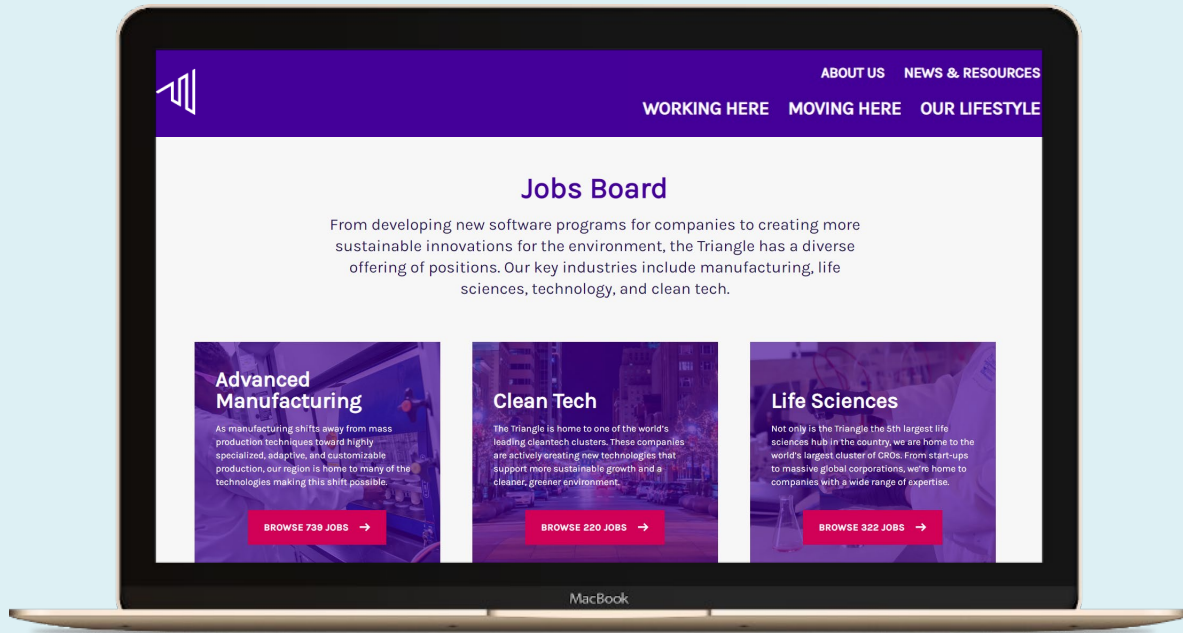 ABOUT US NEWS & RESOURCES
WORKING HERE MOVING HERE OUR LIFESTYLE
Jobs Board
From developing new software programs for companies to creating more
sustainable innovations for the environment, the Triangle has a diverse
offering of positions. Our key industries include manufacturing, life
sciences, technology, and clean tech.
Advanced
Manufacturing
As manufacturing shifts away from mass
production techniques toward highly
specialized, adaptive, and customizable
production, our region is home to many of the
technologies making this shift possible.
BROWSE 739 JOBS →
Clean Tech
The Triangle is home to one of the world's
leading cleantech clusters. These companies
are actively creating new technologies that
support more sustainable growth and a
cleaner, greener environment.
BROWSE 220 JOBS →
Life Sciences
Not only is the Triangle the 5th largest life
sciences hub in the country, we are home to the
world's largest cluster of CROs. From start-ups
to massive global corporations, we're home to
companies with a wide range of expertise.
BROWSE 322 JOBS →
MacBook